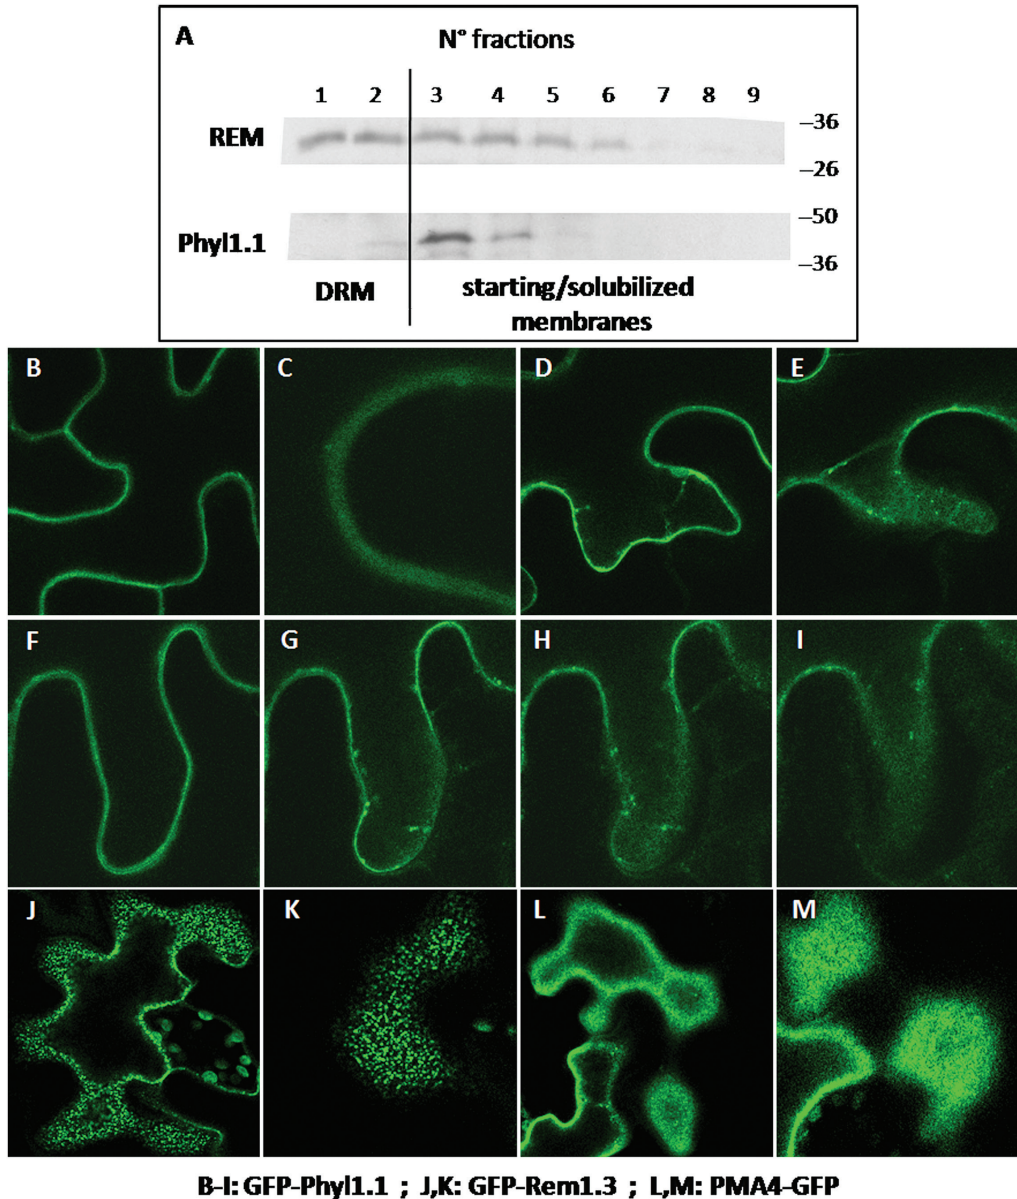 A
N° fractions
1 2 3 4 5 6 7 8 9
REM
–36
–26
Phyl1.1
–50
–36
DRM
starting/solubilized
membranes
B
C
D
E
F
G
H
I
J
K
L
M
B-I: GFP-Phyl1.1 ; J,K: GFP-Rem1.3 ; L,M: PMA4-GFP